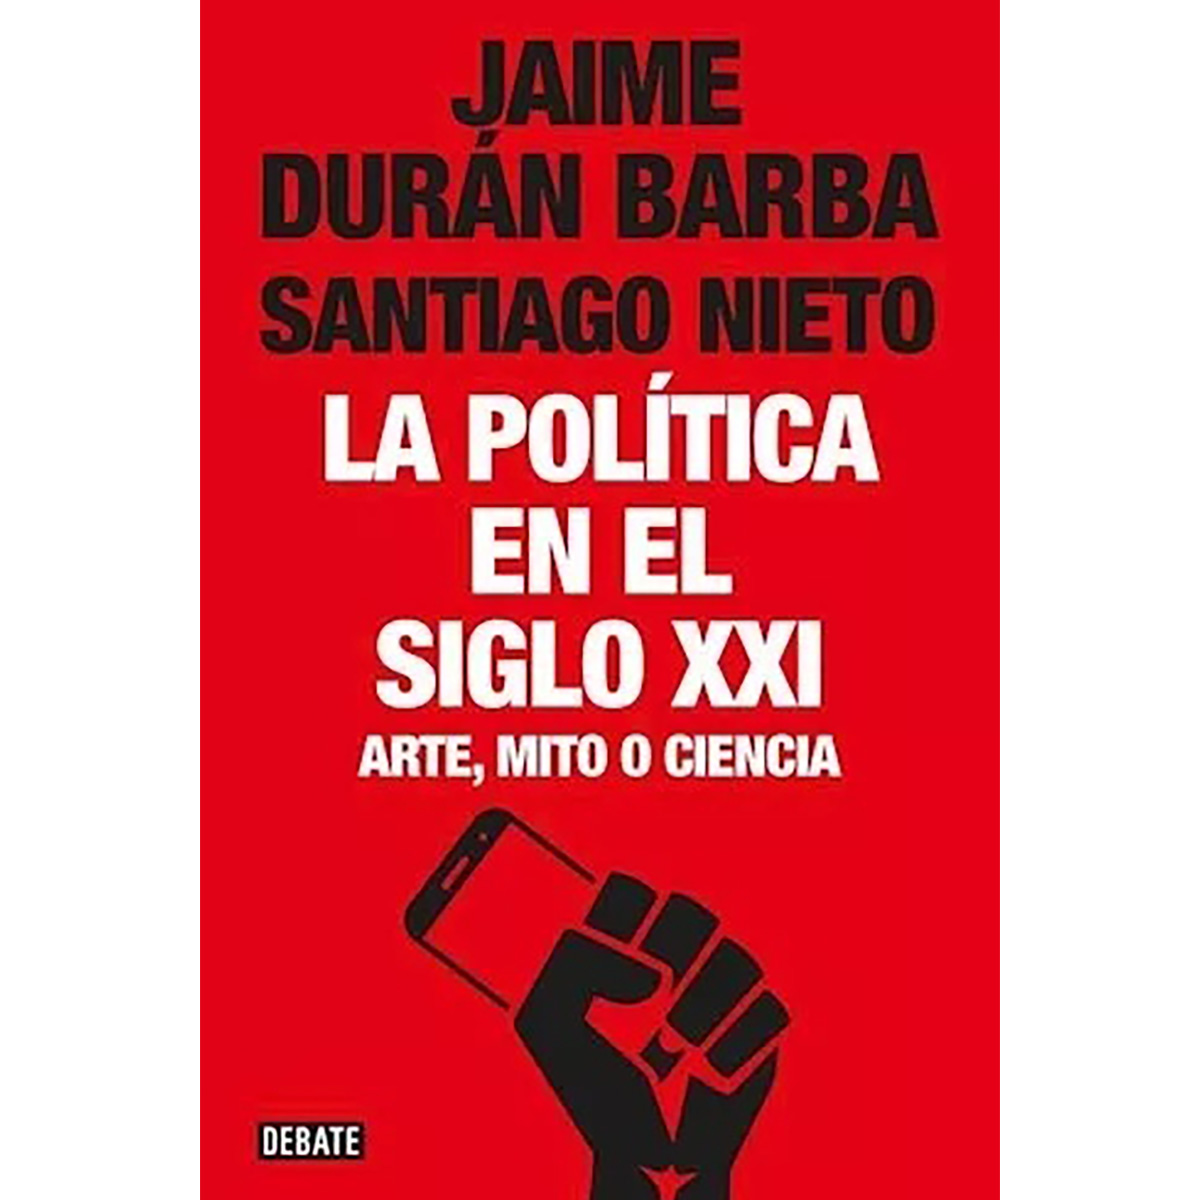 JAIME
DURÁN BARBA
SANTIAGO NIETO
LA POLÍTICA
EN EL
SIGLO XXI
ARTE, MITO O CIENCIA
DEBATE